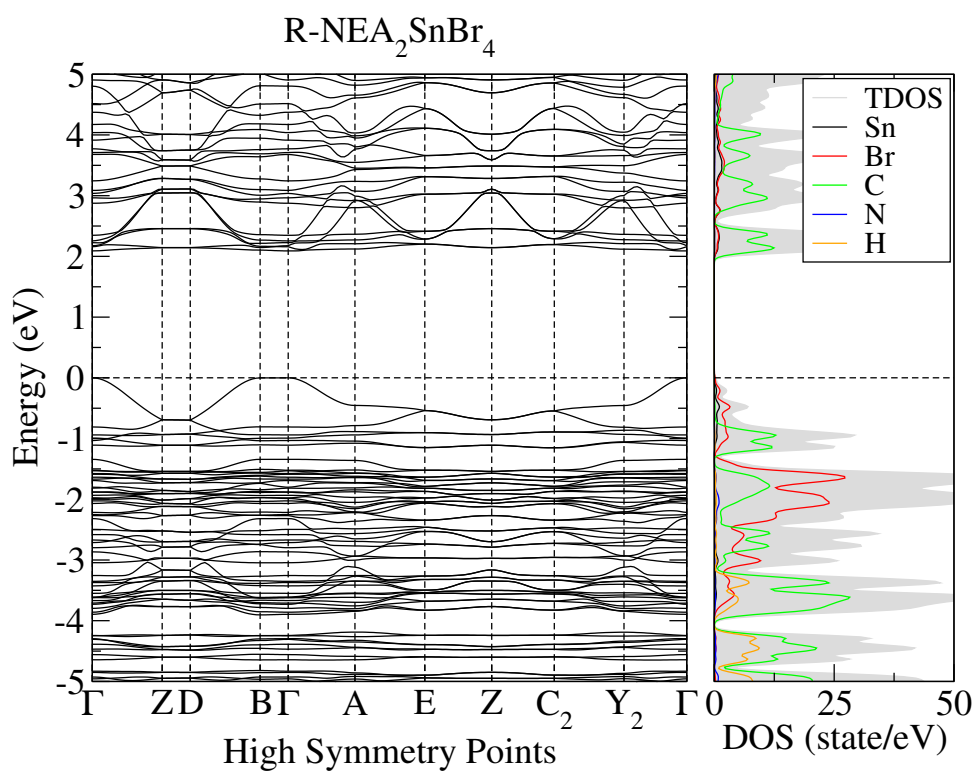 R-NEA₂SnBr₄
Energy (eV)
5
4
3
2
1
0
-1
-2
-3
-4
-5
Γ Z D B Γ A E Z C₂ Y₂ Γ
High Symmetry Points
TDOS
Sn
Br
C
N
H
0 25 50
DOS (state/eV)